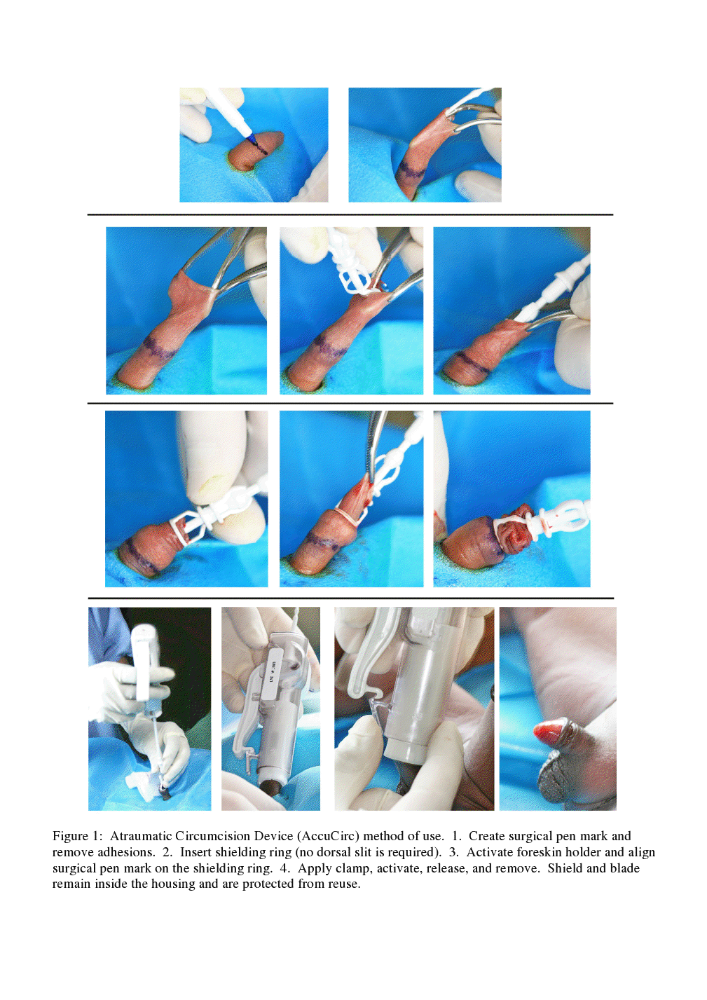 Figure 1:  Atraumatic Circumcision Device (AccuCirc) method of use.  1.  Create surgical pen mark and
remove adhesions.  2.  Insert shielding ring (no dorsal slit is required).  3.  Activate foreskin holder and align
surgical pen mark on the shielding ring.  4.  Apply clamp, activate, release, and remove.  Shield and blade
remain inside the housing and are protected from reuse.